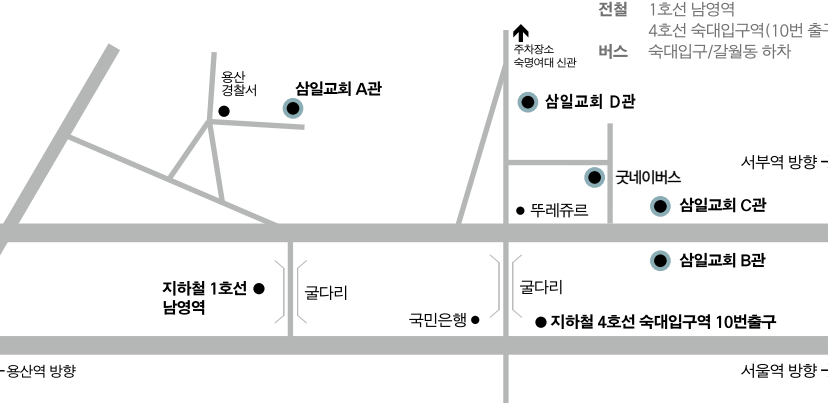 전철 1호선 남영역
4호선 숙대입구역(10번 출구
버스 숙대입구/갈월동 하차
주차장소
숙명여대 신관
용산
경찰서
삼일교회 A관
삼일교회 D관
서부역 방향
굿네이버스
삼일교회 C관
뚜레쥬르
삼일교회 B관
지하철 1호선
남영역
굴다리
굴다리
국민은행
지하철 4호선 숙대입구역 10번출구
용산역 방향
서울역 방향